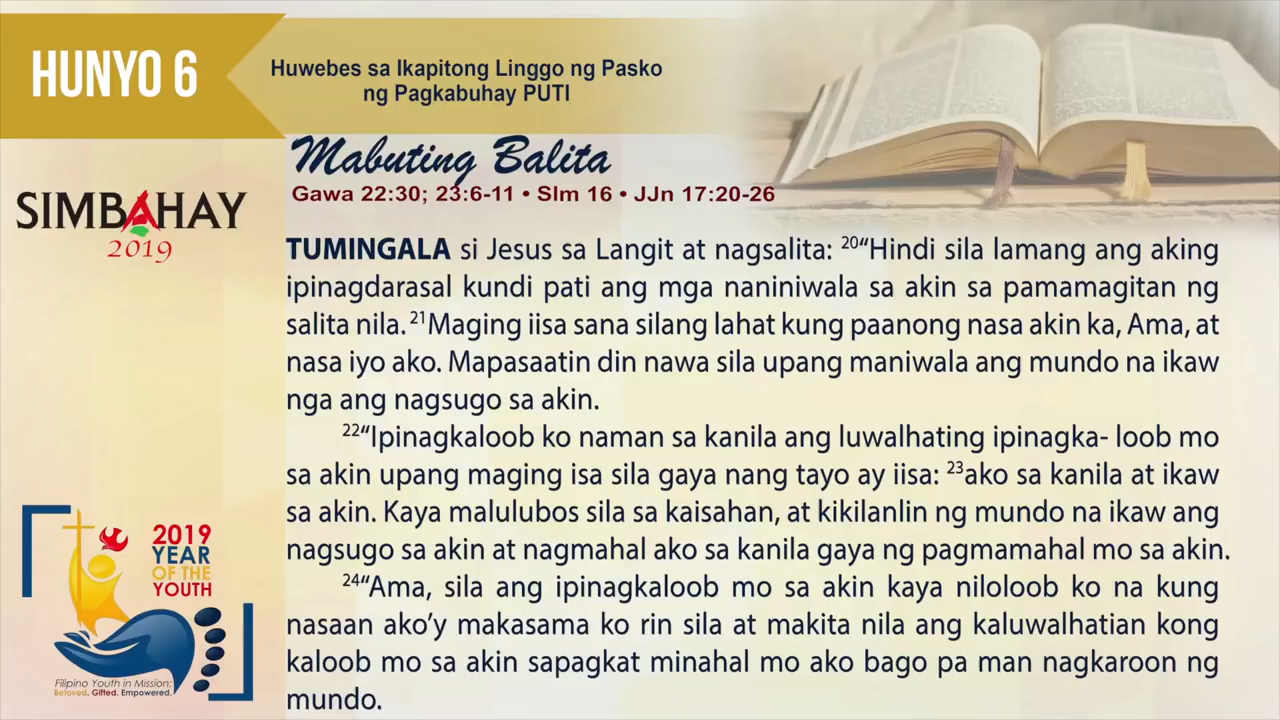 HUNYO 6
Huwebes sa Ikapitong Linggo ng Pasko
ng Pagkabuhay PUTI
Mabuting Balita
Gawa 22:30; 23:6-11 • Slm 16 • JJn 17:20-26
SIMBAHAY
2019
TUMINGALA si Jesus sa Langit at nagsalita: 20“Hindi sila lamang ang aking
ipinagdarasal kundi pati ang mga naniniwala sa akin sa pamamagitan ng
salita nila. 21Maging iisa sana silang lahat kung paanong nasa akin ka, Ama, at
nasa iyo ako. Mapasaatin din nawa sila upang maniwala ang mundo na ikaw
nga ang nagsugo sa akin.
22“Ipinagkaloob ko naman sa kanila ang luwalhating ipinagka- loob mo
sa akin upang maging isa sila gaya nang tayo ay iisa: 23ako sa kanila at ikaw
sa akin. Kaya malulubos sila sa kaisahan, at kikilanlin ng mundo na ikaw ang
nagsugo sa akin at nagmahal ako sa kanila gaya ng pagmamahal mo sa akin.
24“Ama, sila ang ipinagkaloob mo sa akin kaya niloloob ko na kung
nasaan ako’y makasama ko rin sila at makita nila ang kaluwalhatian kong
kaloob mo sa akin sapagkat minahal mo ako bago pa man nagkaroon ng
mundo.
2019
YEAR
OF THE
YOUTH
Filipino Youth in Mission:
Beloved. Gifted. Empowered.